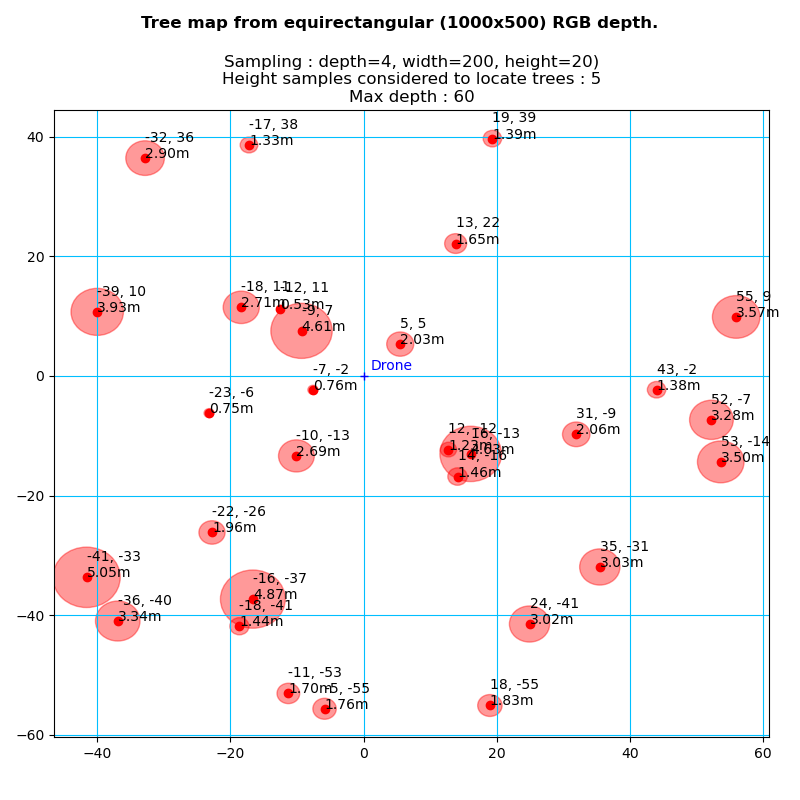 Tree map from equirectangular (1000x500) RGB depth.
Sampling : depth=4, width=200, height=20)
Height samples considered to locate trees : 5
Max depth : 60
40
20
0
−20
−40
−60
-32, 36
2.90m
-17, 38
1.33m
19, 39
1.39m
13, 22
1.65m
-39, 10
3.93m
-18, 11
2.71m
-12, 11
0.53m
-9, 7
4.61m
5, 5
2.03m
55, 9
3.57m
Drone
-7, -2
0.76m
43, -2
1.38m
-23, -6
0.75m
52, -7
3.28m
31, -9
2.06m
-10, -13
2.69m
12, -12
1.23m
16, -13
4.63m
14, -16
1.46m
53, -14
3.50m
-22, -26
1.96m
-41, -33
5.05m
-16, -37
4.87m
35, -31
3.03m
-36, -40
3.34m
-18, -41
1.44m
24, -41
3.02m
-11, -53
1.70m
-5, -55
1.76m
18, -55
1.83m
−40
−20
0
20
40
60